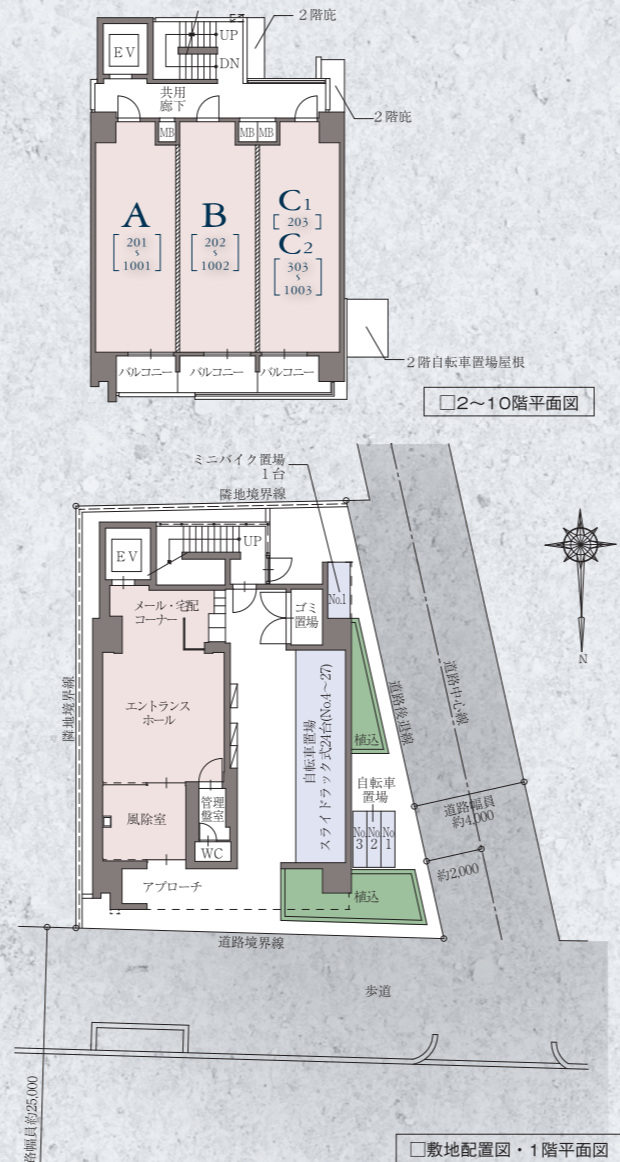 2階庇
EV
UP
DN
共用
廊下
2階庇
MB
MB
MB
A
201
〜
1001
B
202
〜
1002
C1
203
C2
303
〜
1003
バルコニー
バルコニー
バルコニー
2階自転車置場屋根
□2〜10階平面図
ミニバイク置場
1台
隣地境界線
EV
UP
メール・宅配
コーナー
ゴミ
置場
No.1
N
隣地境界線
エントランス
ホール
自転車置場
スライドラック式24台(No.4〜27)
植込
道路後退線
道路中心線
自転車
置場
道路幅員
約4,000
風除室
管理
盤室
WC
No
3
No
2
No
1
約2,000
アプローチ
植込
道路境界線
歩道
路幅員約25,000
□敷地配置図・1階平面図